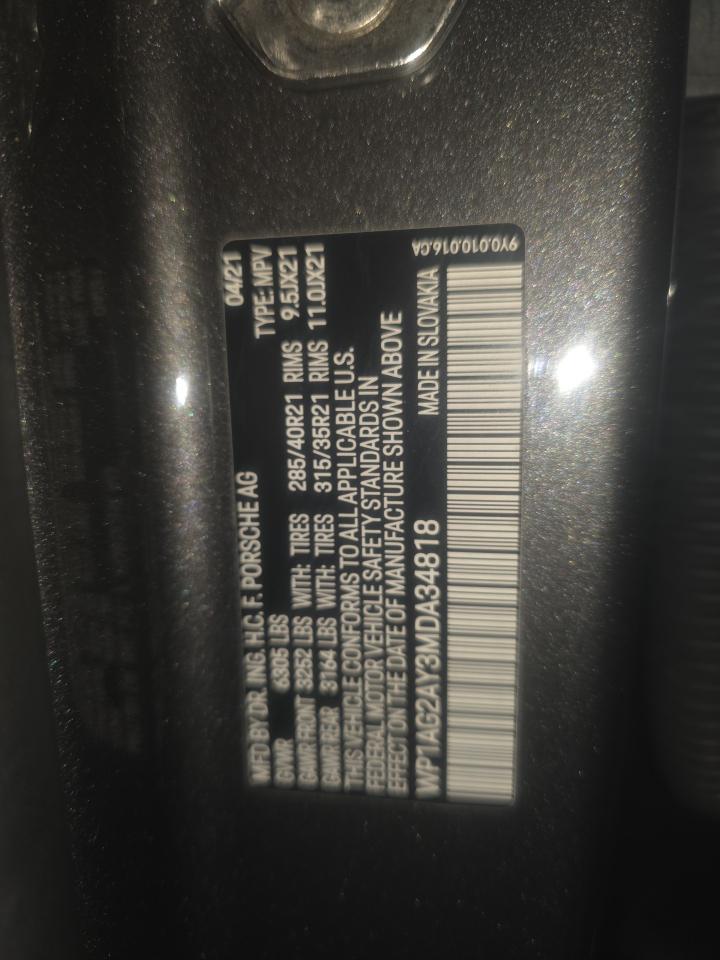 MFD BY DR. ING. H.C. F. PORSCHE AG 04/21
GVWR 6305 LBS TYPE: MPV
GAWR FRONT 3252 LBS WITH: TIRES 285/40R21 RIMS 9.5JX21
GAWR REAR 3164 LBS WITH: TIRES 315/35R21 RIMS 11.0JX21
THIS VEHICLE CONFORMS TO ALL APPLICABLE U.S.
FEDERAL MOTOR VEHICLE SAFETY STANDARDS IN
EFFECT ON THE DATE OF MANUFACTURE SHOWN ABOVE
WP1AG2AY3MDA34818 MADE IN SLOVAKIA
9Y0.010.016.CA